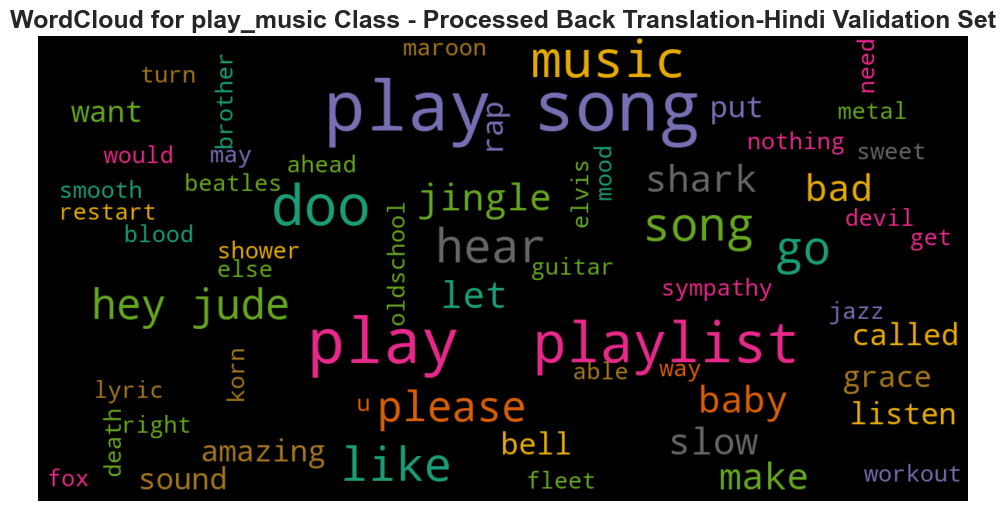 WordCloud for play_music Class - Processed Back Translation-Hindi Validation Set
maroon
music
need
turn
brother
play song
want
rap
put
metal
nothing
would
may
ahead
mood
sweet
smooth
beatles
elvis
shark
bad
restart
doo
jingle
song
devil
blood
oldschool
hear
go
get
shower
else
guitar
sympathy
hey jude
let
jazz
play
playlist
called
korn
able
way
grace
lyric
u
please
baby
listen
death
right
amazing
bell
slow
fox
sound
like
fleet
make
workout